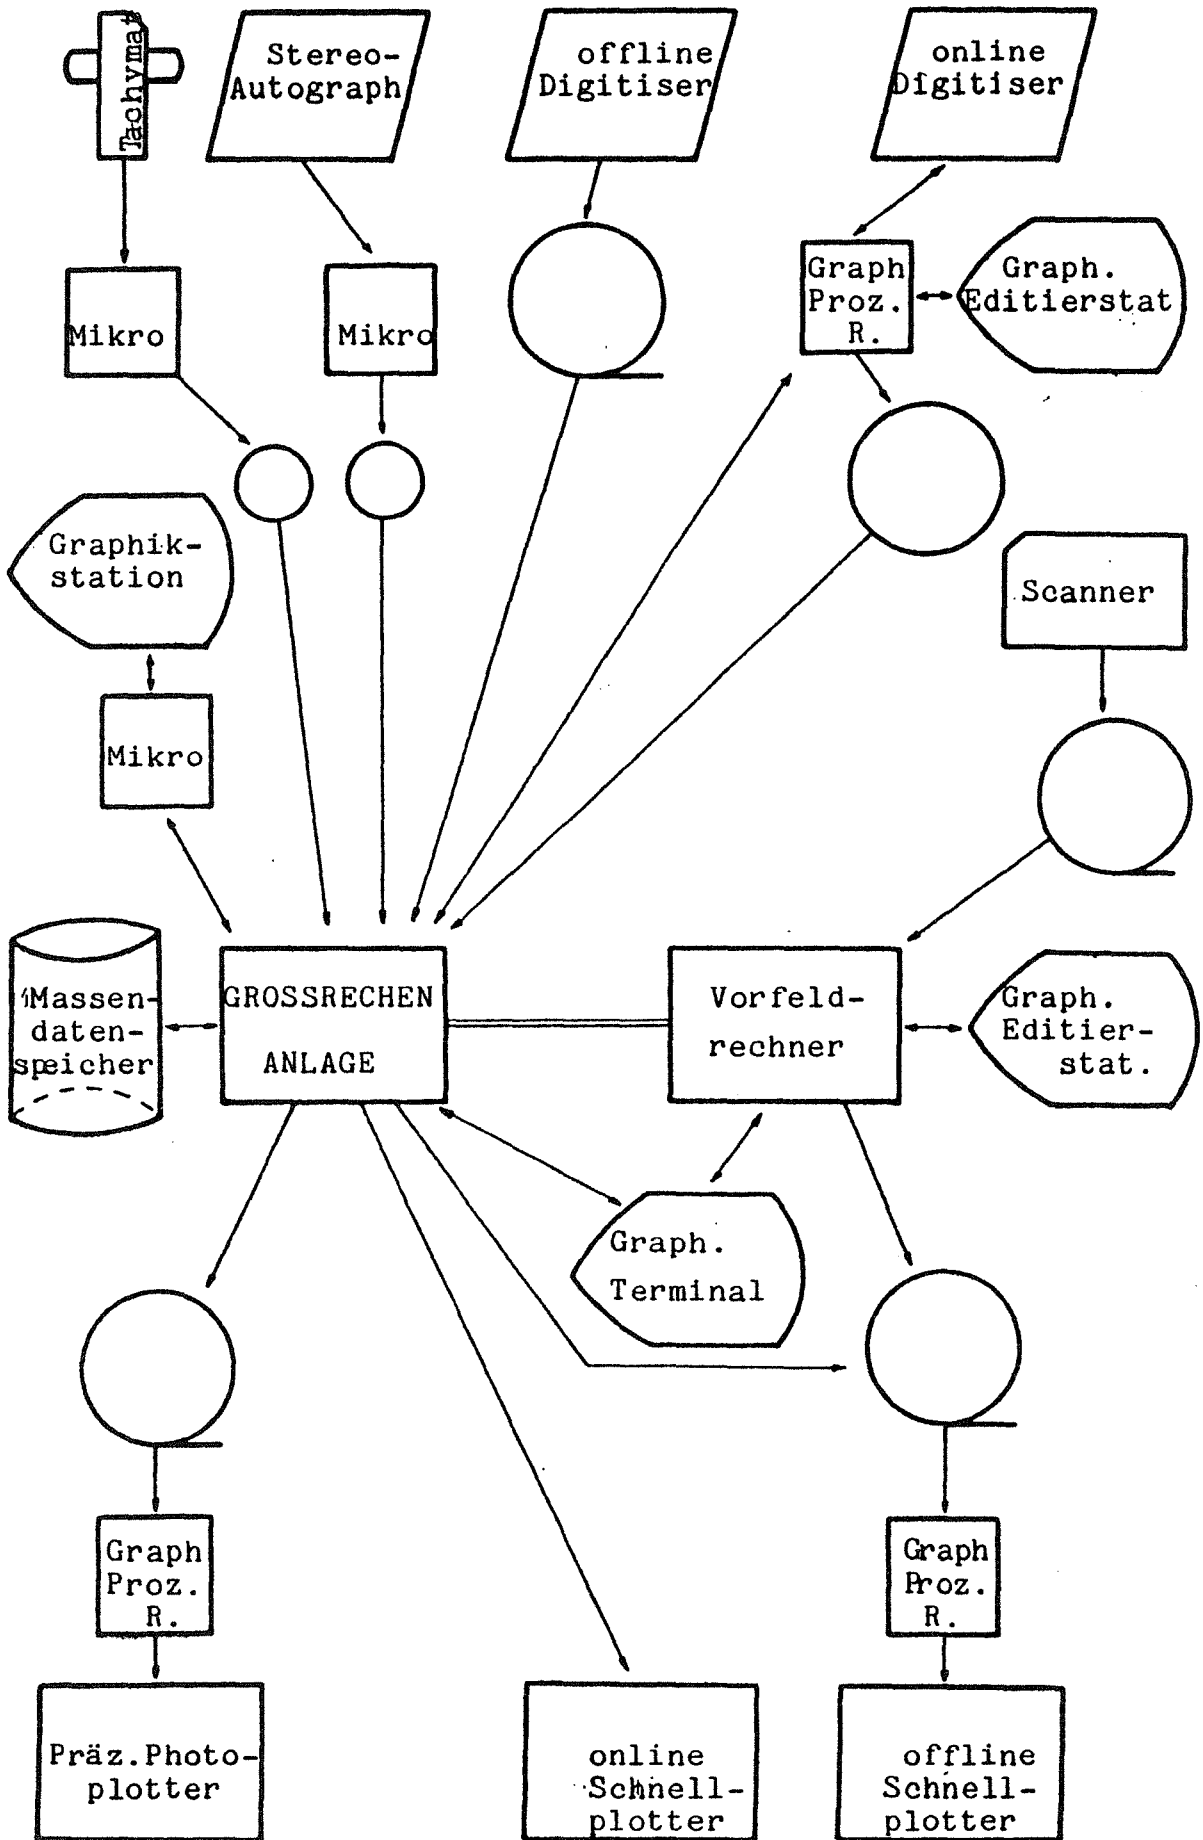 Tachymat
Stereo-
Autograph
offline
Digitiser
online
Digitiser
Mikro
Mikro
Graph
Proz.
R.
Graph.
Editierstat
Graphik-
station
Scanner
Mikro
Massen-
daten-
speicher
GROSSRECHEN
ANLAGE
Vorfeld-
rechner
Graph.
Editier-
stat.
Graph.
Terminal
Graph
Proz.
R.
Graph
Proz.
R.
Präz.Photo-
plotter
online
Schnell-
plotter
offline
Schnell-
plotter